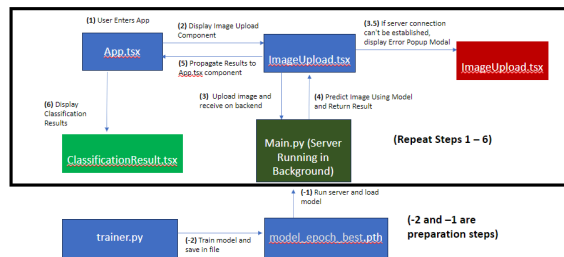 (1) User Enters App
(2) Display Image Upload
Component
(3.5) If server connection
can't be established,
display Error Popup Modal
App.tsx
ImageUpload.tsx
ImageUpload.tsx
(5) Propagate Results to
App.tsx component
(6) Display
Classification
Results
(3) Upload image and
receive on backend
(4) Predict Image Using Model
and Return Result
ClassificationResult.tsx
Main.py (Server
Running in
Background)
(Repeat Steps 1 – 6)
(-1) Run server and load
model
trainer.py
(-2) Train model and
save in file
model_epoch_best.pth
(-2 and –1 are
preparation steps)